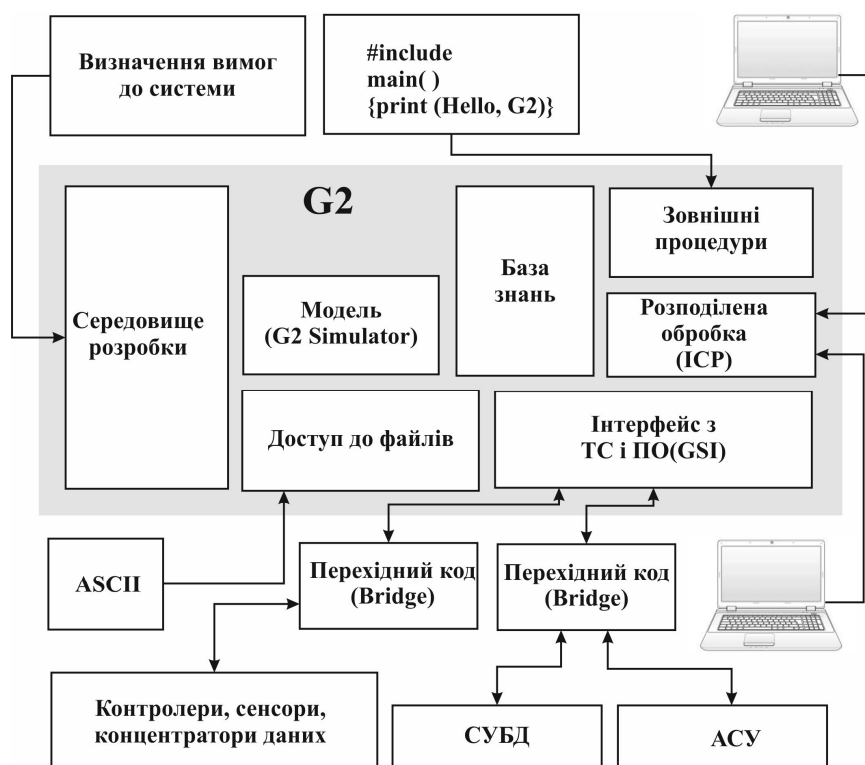 Визначення вимог
до системи
#include
main( )
{print (Hello, G2)}
G2
Середовище
розробки
Модель
(G2 Simulator)
База
знань
Зовнішні
процедури
Розподілена
обробка
(ICP)
Доступ до файлів
Інтерфейс з
ТС і ПО(GSI)
ASCII
Перехідний код
(Bridge)
Перехідний код
(Bridge)
Контролери, сенсори,
концентратори даних
СУБД
АСУ